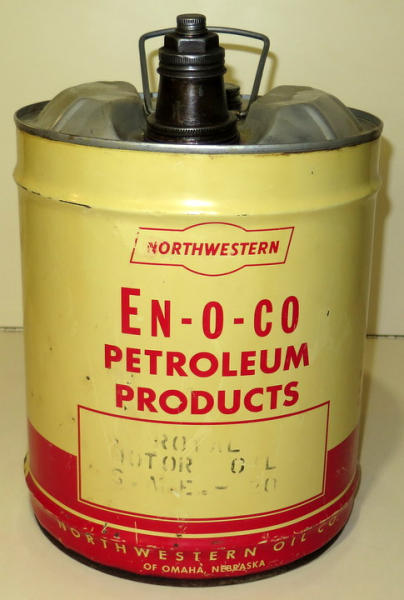 NORTHWESTERN
EN-O-CO
PETROLEUM
PRODUCTS
ROYAL
MOTOR OIL
NORTHWESTERN OIL CO.
OF OMAHA, NEBRASKA